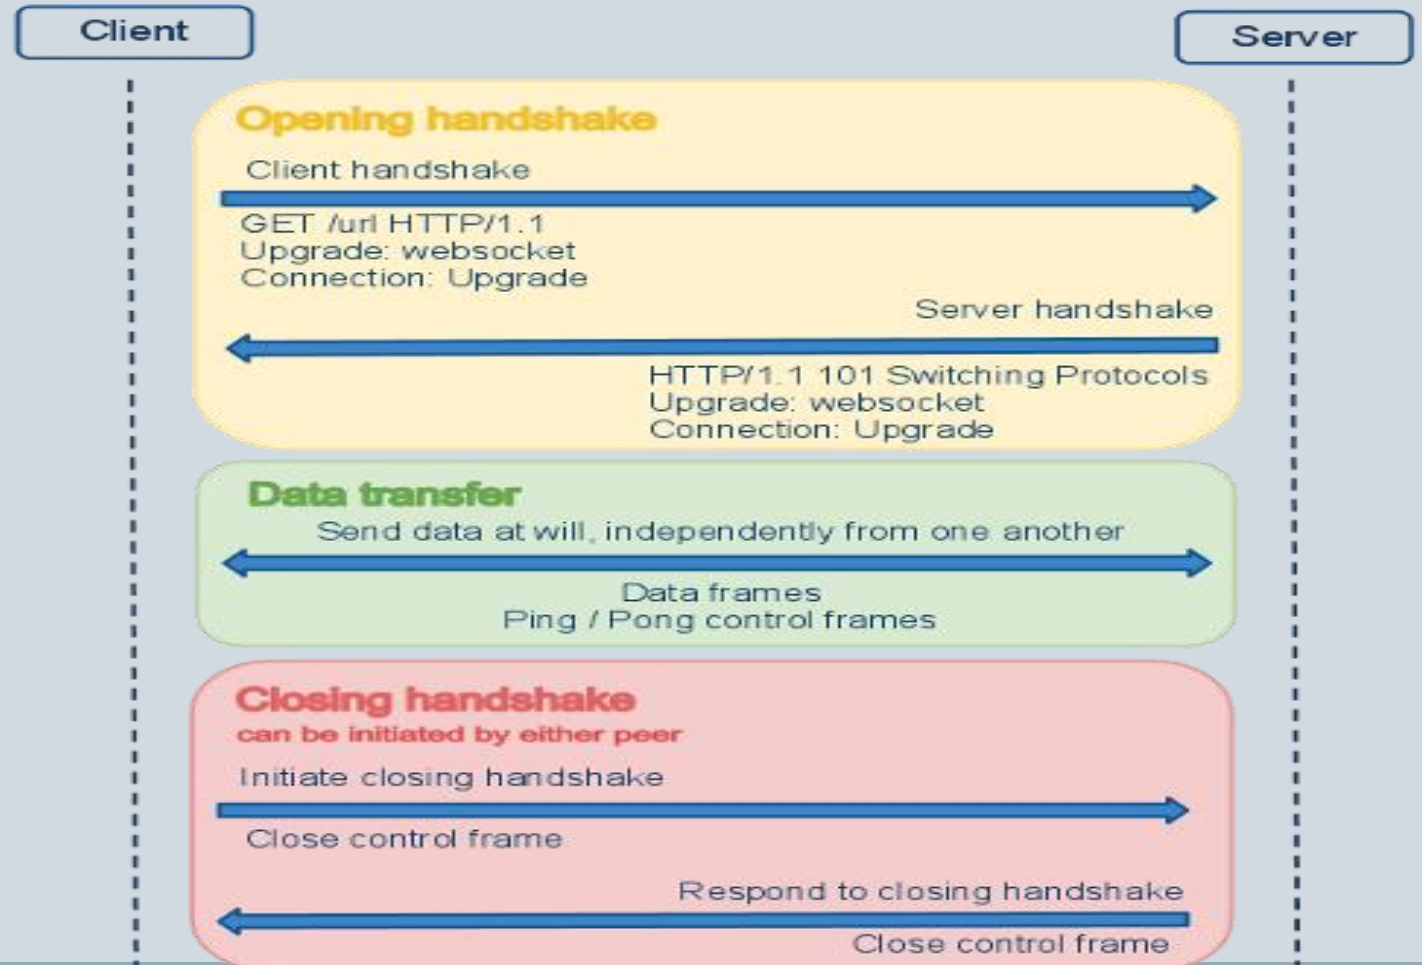 Client
Server
Opening handshake
Client handshake
GET /url HTTP/1.1
Upgrade: websocket
Connection: Upgrade
Server handshake
HTTP/1.1 101 Switching Protocols
Upgrade: websocket
Connection: Upgrade
Data transfer
Send data at will, independently from one another
Data frames
Ping / Pong control frames
Closing handshake
can be initiated by either peer
Initiate closing handshake
Close control frame
Respond to closing handshake
Close control frame